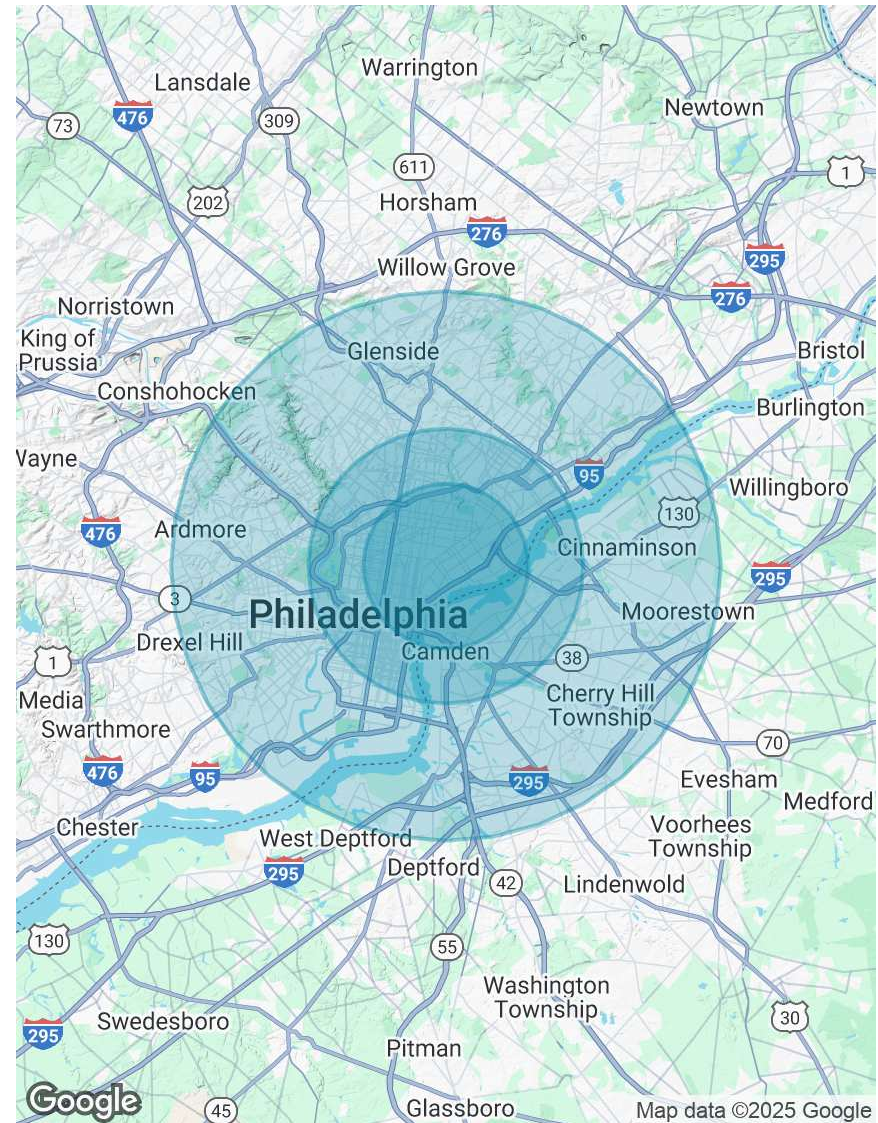 Warrington
Lansdale
476
309
Newtown
73
611
1
202
Horsham
276
295
Willow Grove
276
Norristown
King of
Prussia
Glenside
Bristol
Conshohocken
Burlington
Wayne
95
Willingboro
130
476
Ardmore
Cinnaminson
295
3
Philadelphia
Moorestown
Drexel Hill
Camden
1
38
Media
Cherry Hill
Township
Swarthmore
70
476
95
295
Evesham
Medford
Chester
West Deptford
Voorhees
Township
295
Deptford
42
Lindenwold
130
55
Washington
Township
Swedesboro
30
295
Pitman
Google
45
Glassboro
Map data ©2025 Google